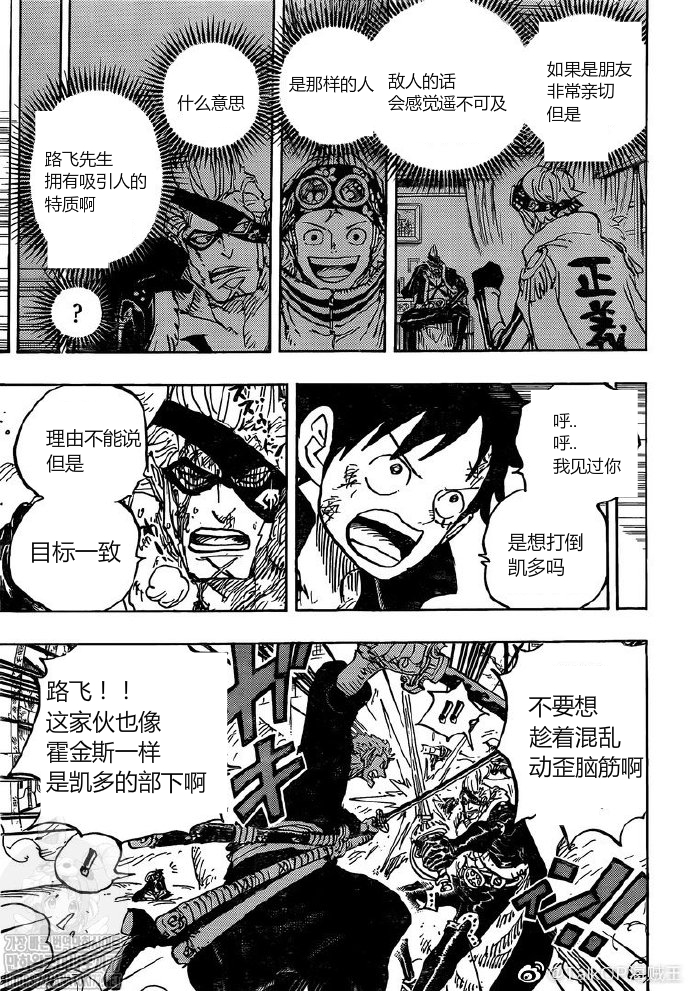 如果是朋友
非常亲切
但是
敌人的话
会感觉遥不可及
是那样的人
什么意思
路飞先生
拥有吸引人的
特质啊
?
正義
呼..
呼..
我见过你
是想打倒
凯多吗
理由不能说
但是
目标一致
不要想
趁着混乱
动歪脑筋啊
!!
路飞！！
这家伙也像
霍金斯一样
是凯多的部下啊
!!